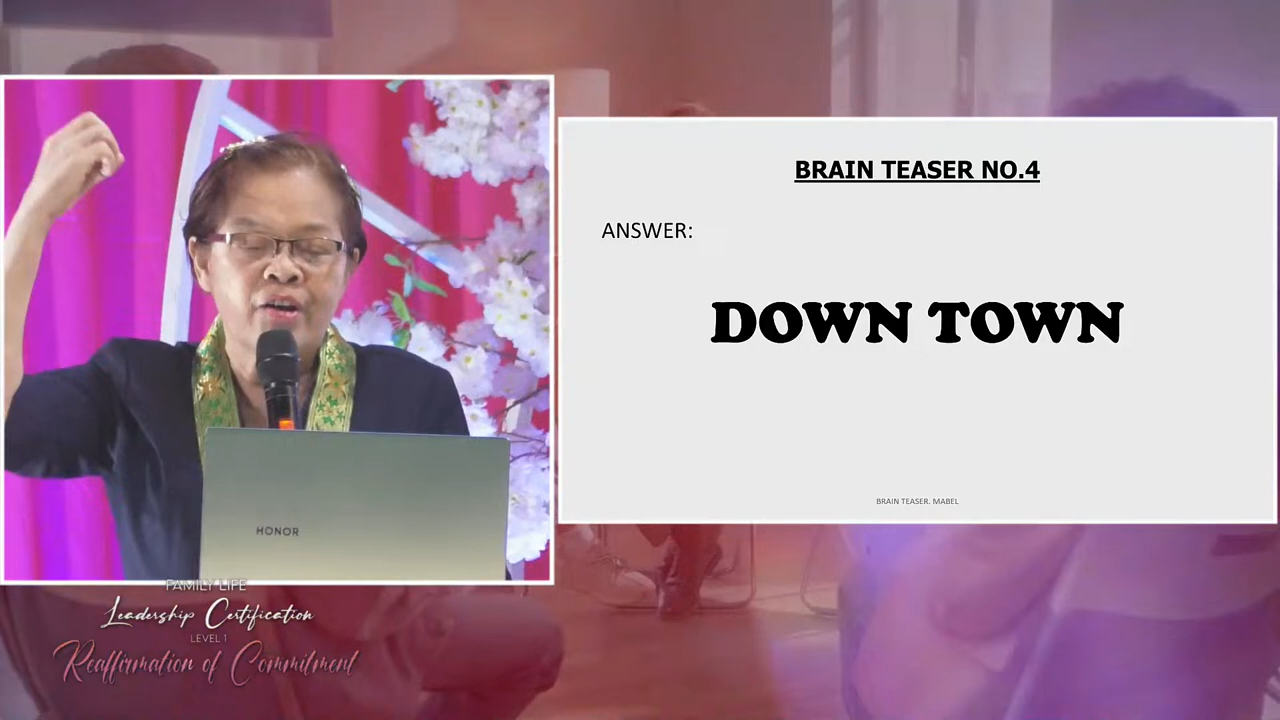 BRAIN TEASER NO.4
ANSWER:
DOWN TOWN
BRAIN TEASER. MABEL
HONOR
FAMILY LIFE
Leadership Certification
LEVEL 1
Reaffirmation of Commitment